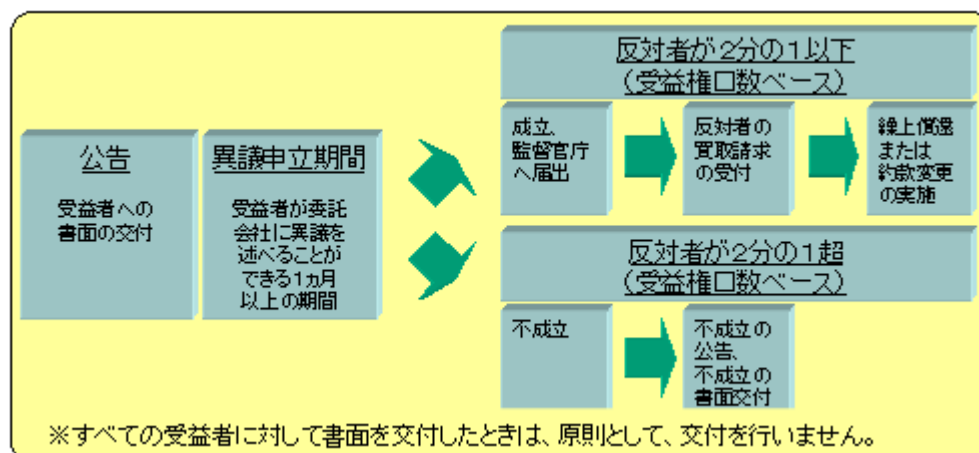 公告
受益者への
書面の交付
異議申立期間
受益者が委託
会社に異議を
述べることが
できる1ヵ月
以上の期間
反対者が2分の1以下
(受益権口数ベース)
成立、
監督官庁
へ届出
反対者の
買取請求
の受付
繰上償還
または
約款変更
の実施
反対者が2分の1超
(受益権口数ベース)
不成立
不成立の
公告、
不成立の
書面交付
※すべての受益者に対して書面を交付したときは、原則として、交付を行いません。